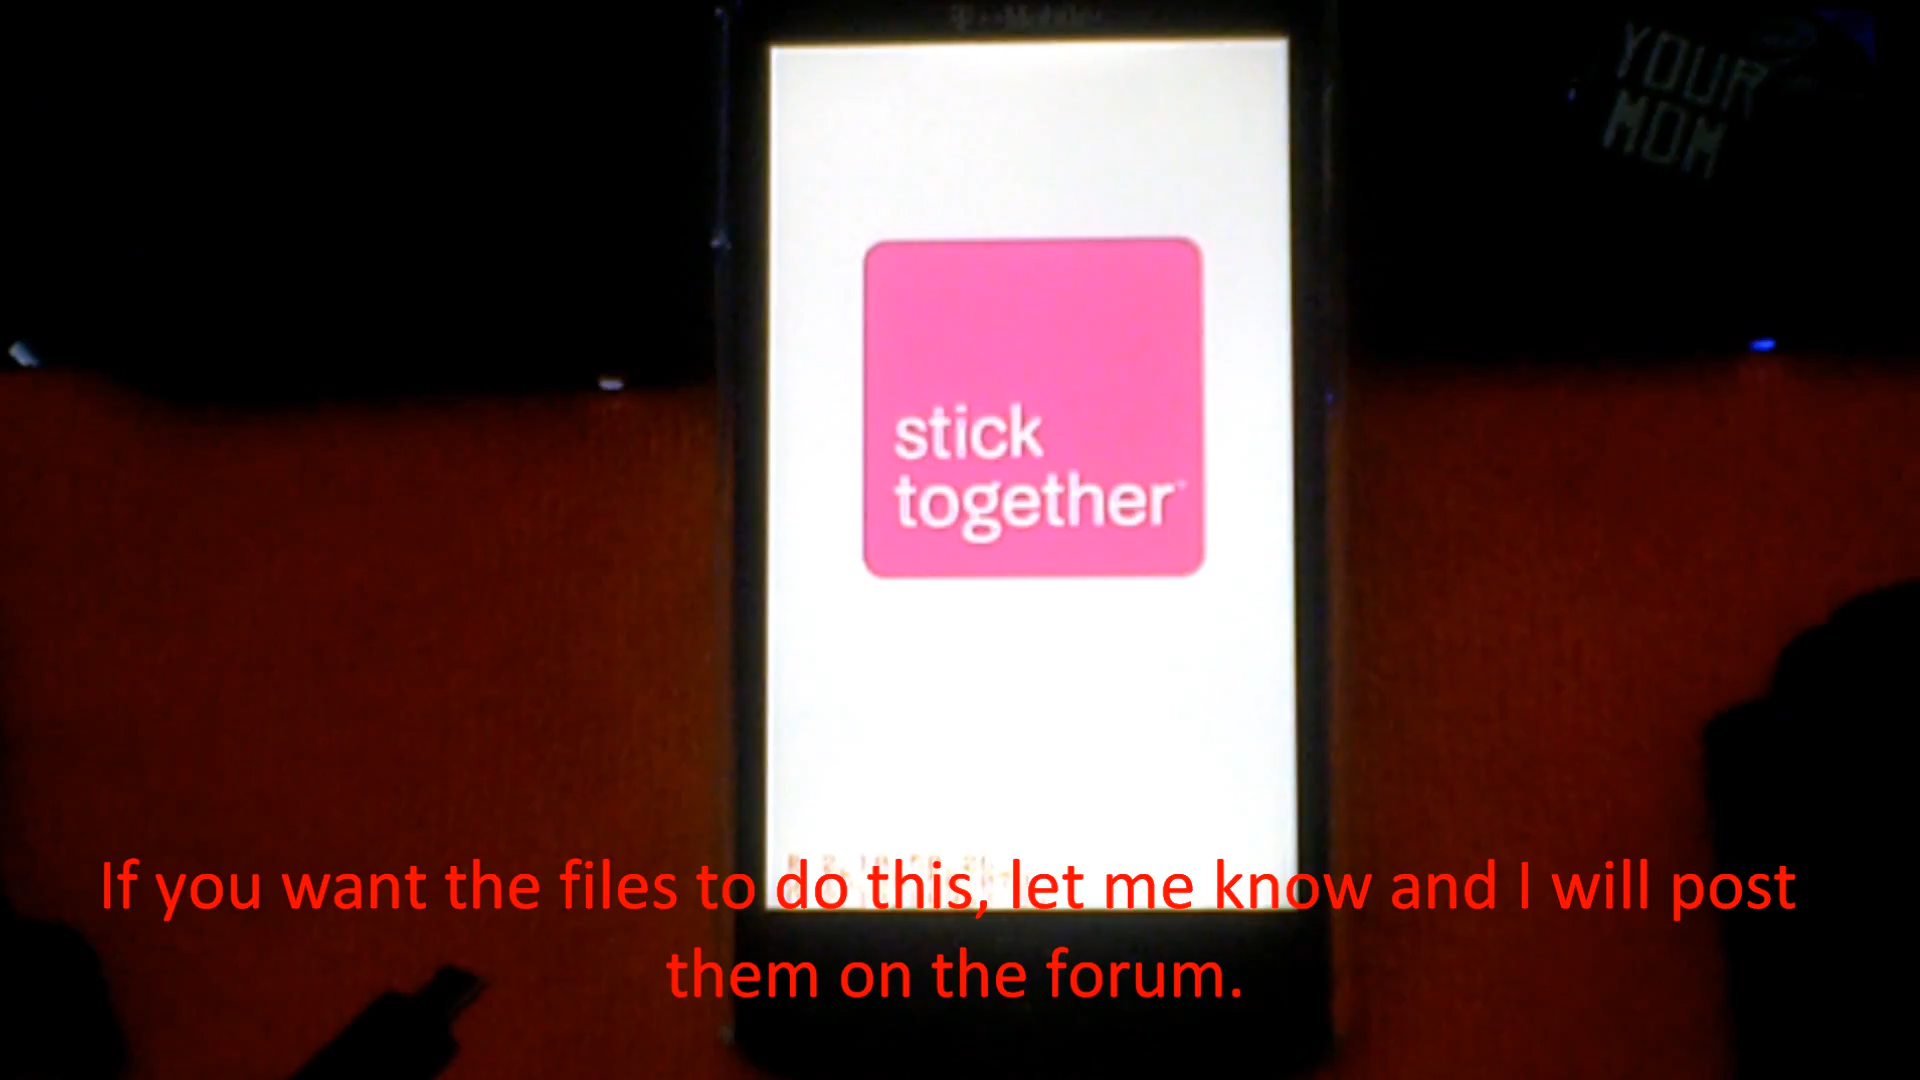 T-Mobile
YOUR
MOM
stick
together
If you want the files to do this, let me know and I will post
them on the forum.